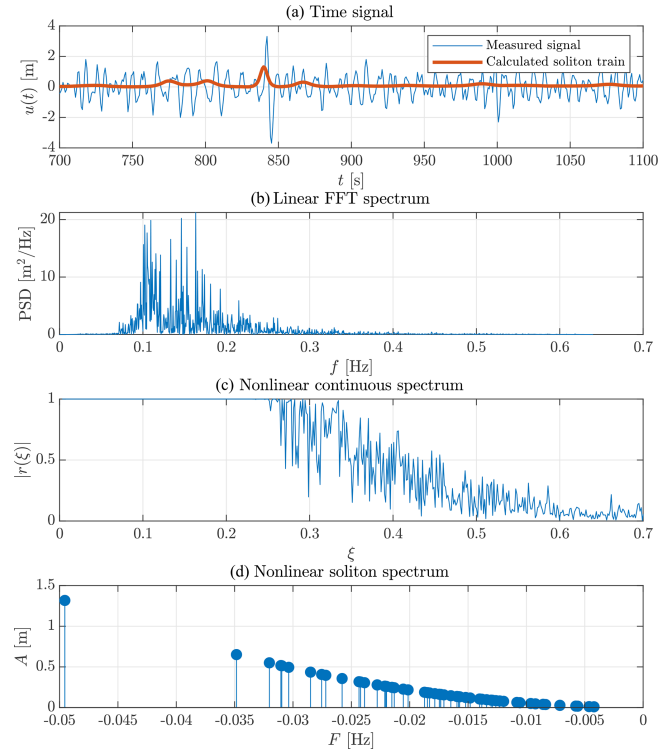 (a) Time signal
Measured signal
Calculated soliton train
u(t) [m]
4
2
0
-2
-4
700 750 800 850 900 950 1000 1050 1100
t [s]
(b) Linear FFT spectrum
PSD [m²/Hz]
20
10
0
0 0.1 0.2 0.3 0.4 0.5 0.6 0.7
f [Hz]
(c) Nonlinear continuous spectrum
|r(ξ)|
1
0.5
0
0 0.1 0.2 0.3 0.4 0.5 0.6 0.7
ξ
(d) Nonlinear soliton spectrum
A [m]
1.5
1
0.5
0
-0.05 -0.045 -0.04 -0.035 -0.03 -0.025 -0.02 -0.015 -0.01 -0.005 0
F [Hz]